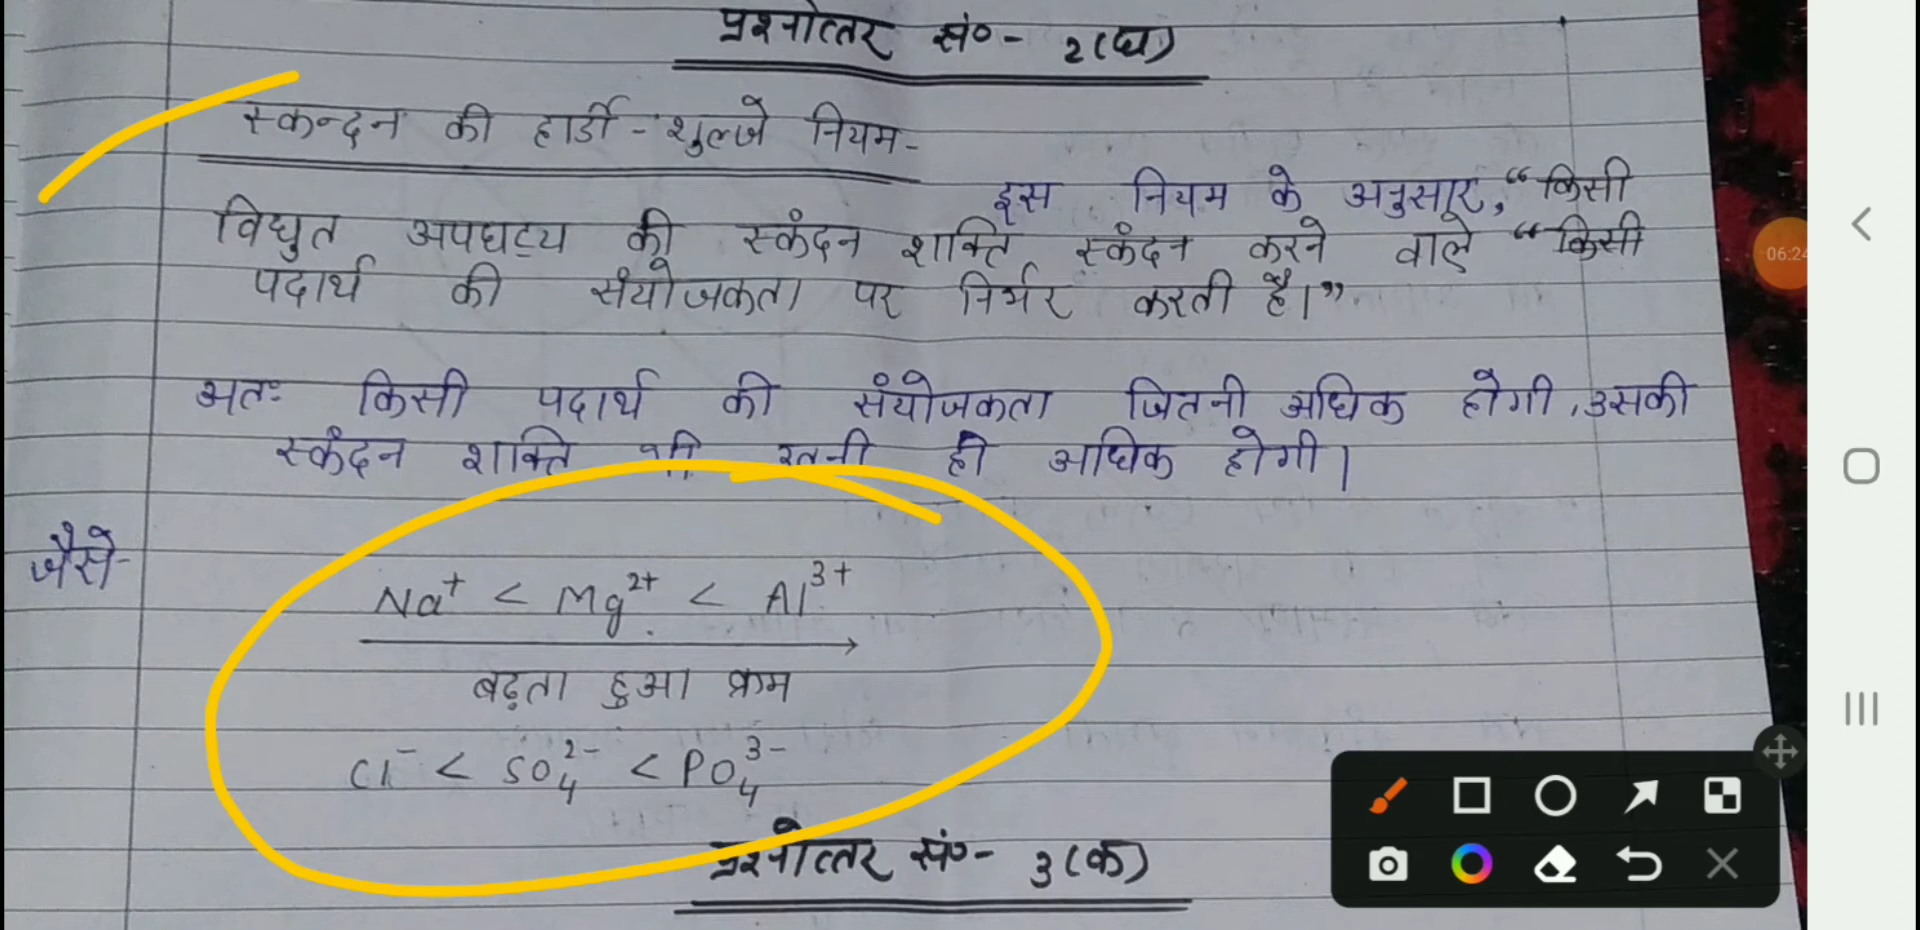 प्रश्नोत्तर सं०- 2(घ)
स्कन्दन की हार्डी-शुल्जे नियम-
इस नियम के अनुसार, “किसी
विद्युत अपघट्य की स्कंदन शक्ति स्कंदन करने वाले “किसी
पदार्थ की संयोजकता पर निर्भर करती है।”
अतः किसी पदार्थ की संयोजकता जितनी अधिक होगी, उसकी
स्कंदन शक्ति भी उतनी ही अधिक होगी।
जैसे-
Na⁺ < Mg²⁺ < Al³⁺
बढ़ता हुआ क्रम
Cl⁻ < SO₄²⁻ < PO₄³⁻
प्रश्नोत्तर सं०- 3(क)
06:24